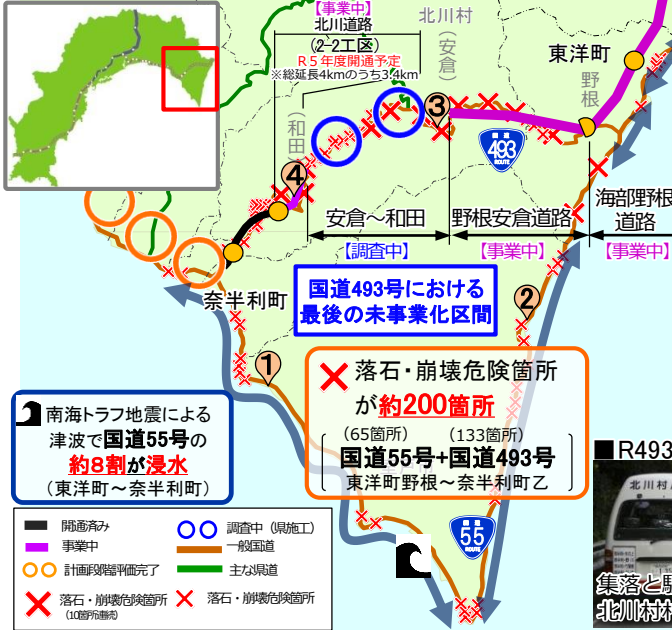 【事業中】
北川道路
(2-2工区)
R5年度開通予定
※総延長4kmのうち3.4km
北川村
(安倉)
東洋町
野根
(和田)
③
国道
493
ROUTE
④
安倉～和田
野根安倉道路
海部野根
道路
【調査中】
【事業中】
【事業中】
奈半利町
国道493号における
最後の未事業化区間
②
①
落石・崩壊危険箇所
が約200箇所
(65箇所) (133箇所)
国道55号+国道493号
東洋町野根～奈半利町乙
南海トラフ地震による
津波で国道55号の
約8割が浸水
(東洋町～奈半利町)
■R493
北川村
集落と
北川村
国道
55
ROUTE
開通済み
調査中 (県施工)
事業中
一般国道
計画段階評価完了
主な県道
落石・崩壊危険箇所
(10箇所連続)
落石・崩壊危険箇所